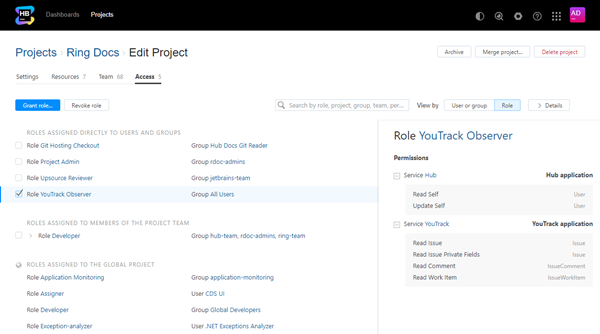 HB
Dashboards Projects AD
Projects › Ring Docs › Edit Project Archive Merge project... Delete project
Settings Resources 7 Team 68 Access 5
Grant role... Revoke role Search by role, project, group, team, per... View by User or group Role Details
ROLES ASSIGNED DIRECTLY TO USERS AND GROUPS
Role Git Hosting Checkout Group Hub Docs Git Reader
Role Project Admin Group rdoc-admins
Role Upsource Reviewer Group jetbrains-team
Role YouTrack Observer Group All Users
ROLES ASSIGNED TO MEMBERS OF THE PROJECT TEAM
Role Developer Group hub-team, rdoc-admins, ring-team
ROLES ASSIGNED TO THE GLOBAL PROJECT
Role Application Monitoring Group application-monitoring
Role Assigner User CDS UI
Role Developer Group Global Developers
Role Exception-analyzer User .NET Exceptions Analyzer
Role YouTrack Observer
Permissions
Service Hub Hub application
Read Self User
Update Self User
Service YouTrack YouTrack application
Read Issue Issue
Read Issue Private Fields Issue
Read Comment IssueComment
Read Work Item IssueWorkItem